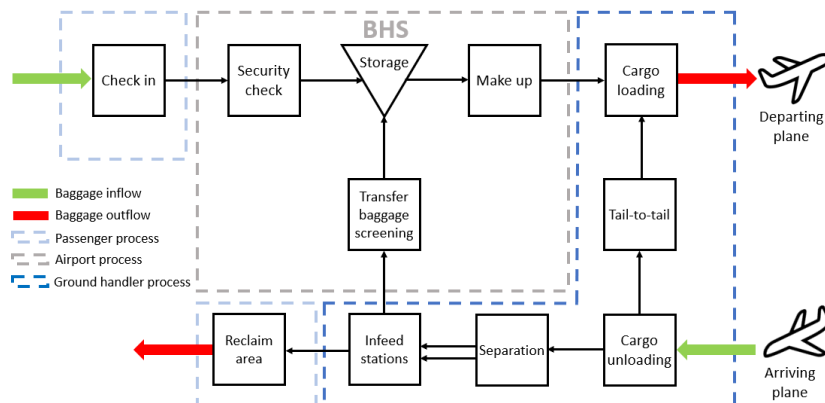 BHS
Check in
Security
check
Storage
Make up
Cargo
loading
Departing
plane
Baggage inflow
Baggage outflow
Passenger process
Airport process
Ground handler process
Transfer
baggage
screening
Tail-to-tail
Reclaim
area
Infeed
stations
Separation
Cargo
unloading
Arriving
plane